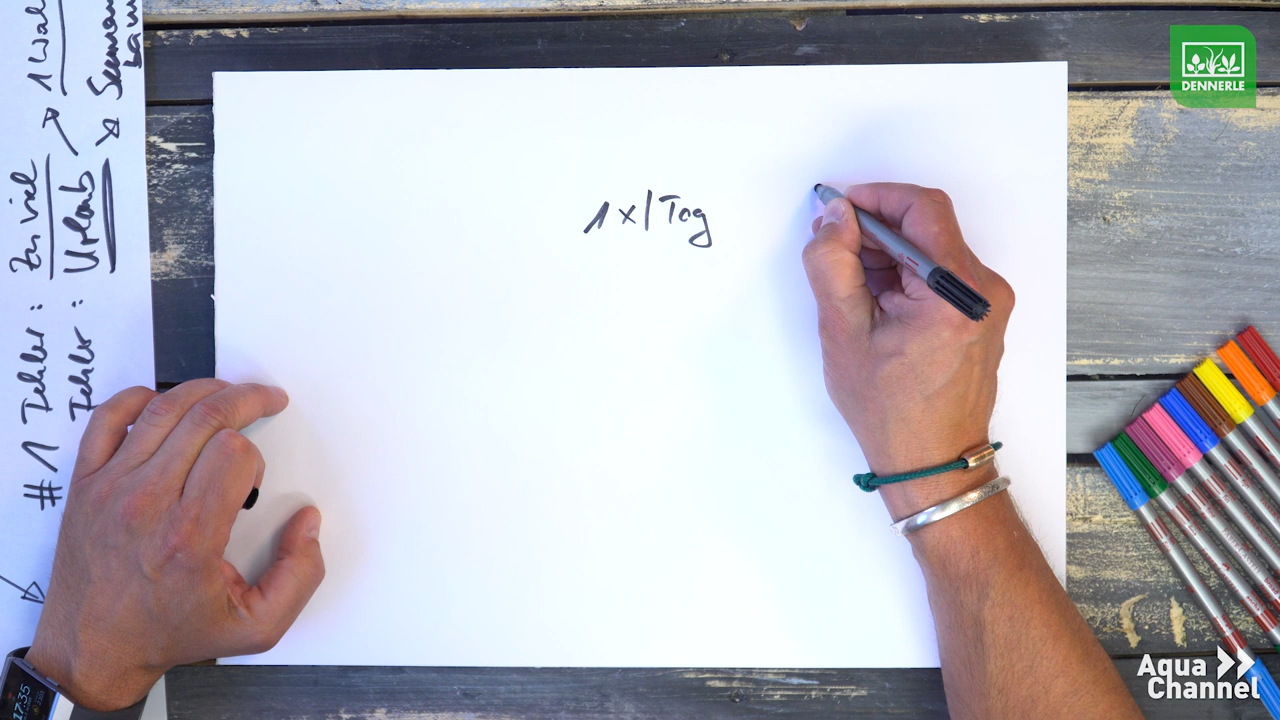 1x/Tag
# 1 Fehler: Zu viel
Fehler: Urlaub
DENNERLE
Aqua
Channel
17:35